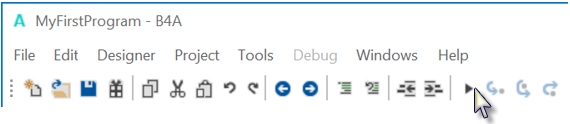 MyFirstProgram - B4A
File Edit Designer Project Tools Debug Windows Help